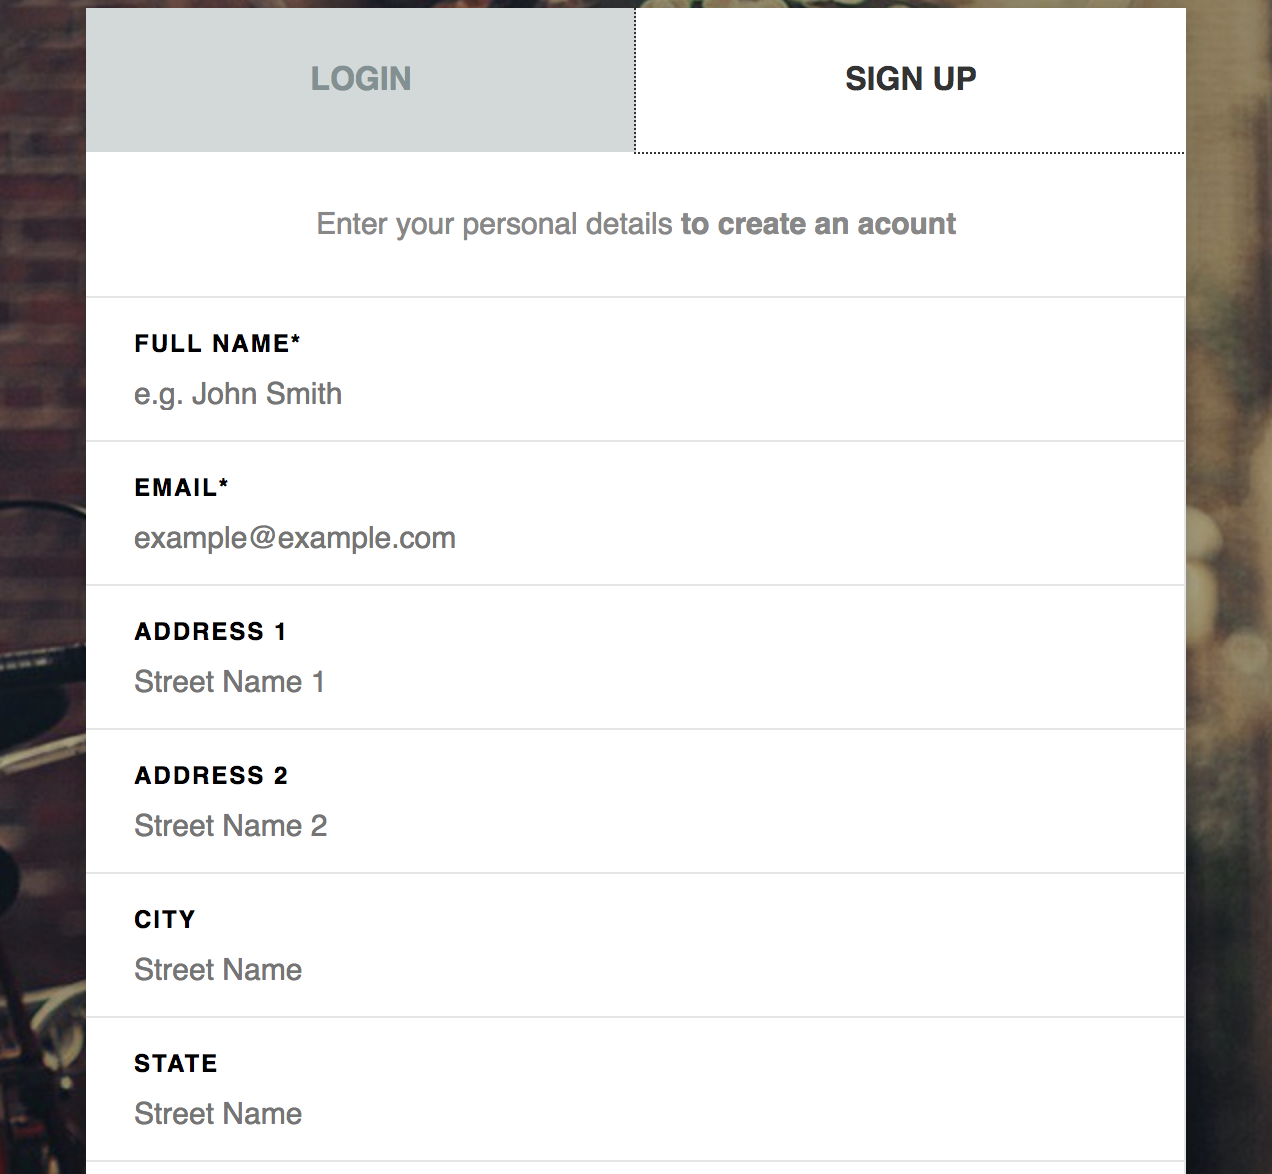 LOGIN
SIGN UP
Enter your personal details to create an acount
FULL NAME*
e.g. John Smith
EMAIL*
example@example.com
ADDRESS 1
Street Name 1
ADDRESS 2
Street Name 2
CITY
Street Name
STATE
Street Name